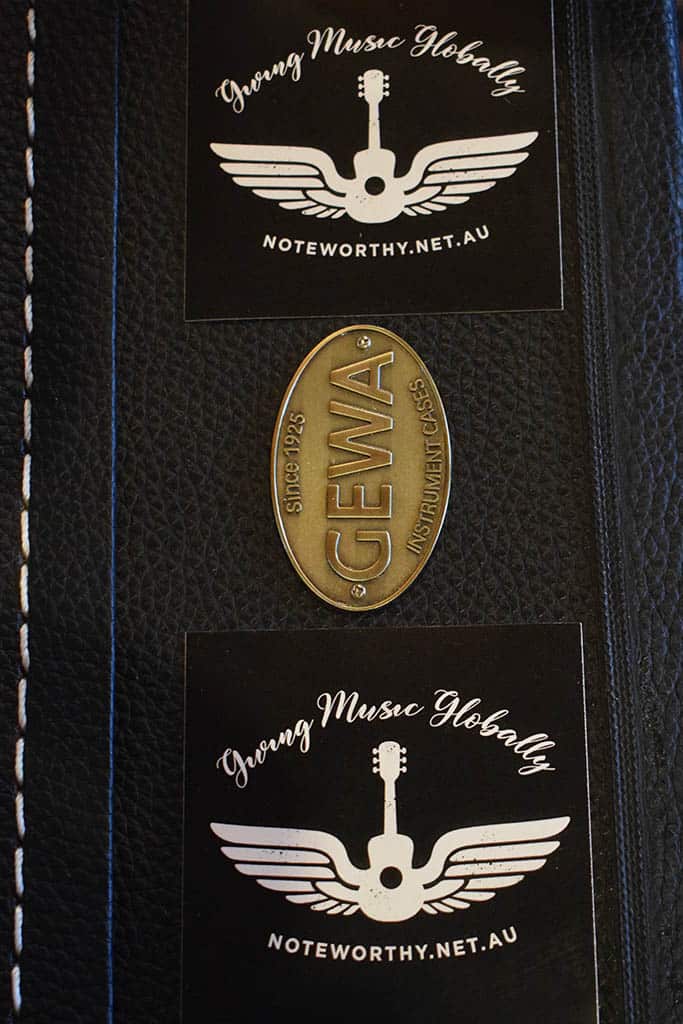 Giving Music Globally
NOTEWORTHY.NET.AU
Since 1925
GEWA
INSTRUMENT CASES
Giving Music Globally
NOTEWORTHY.NET.AU